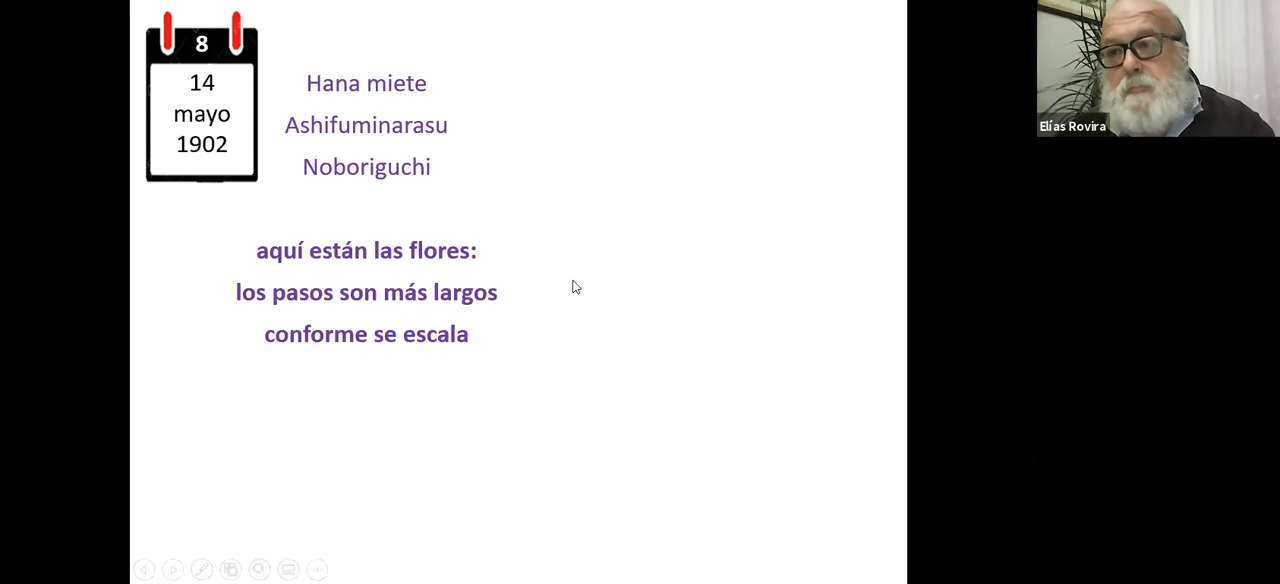 8
14
mayo
1902
Hana miete
Ashifuminarasu
Noboriguchi
aquí están las flores:
los pasos son más largos
conforme se escala
Elías Rovira